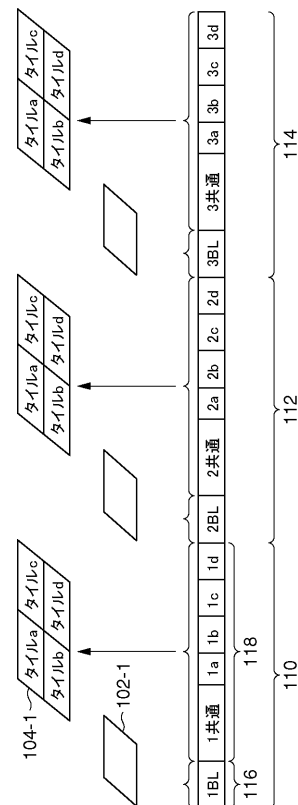 104-1
タイルa タイルc
タイルb タイルd
タイルa タイルc
タイルb タイルd
タイルa タイルc
タイルb タイルd
102-1
1BL 1共通 1a 1b 1c 1d 2BL 2共通 2a 2b 2c 2d 3BL 3共通 3a 3b 3c 3d
116 118
110 112 114